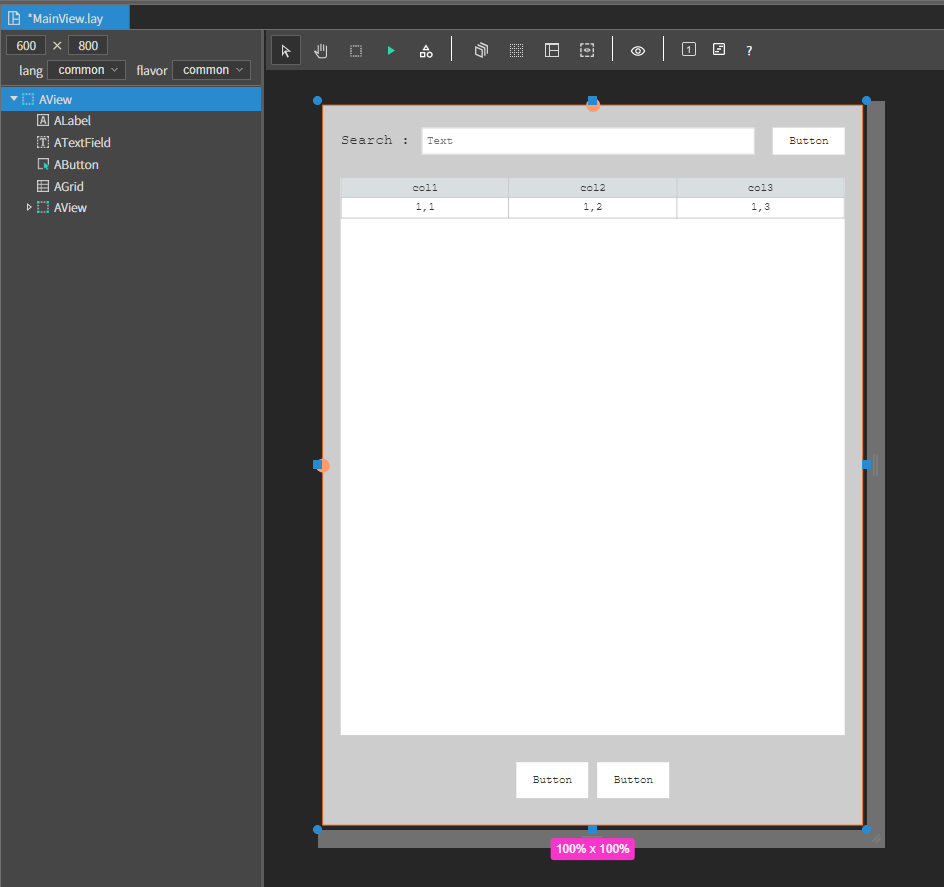 *MainView.lay
600 × 800
lang common flavor common
1 ?
AView
ALabel
ATextField
AButton
AGrid
AView
Search : Text Button
col1 col2 col3
1,1 1,2 1,3
Button Button
100% x 100%